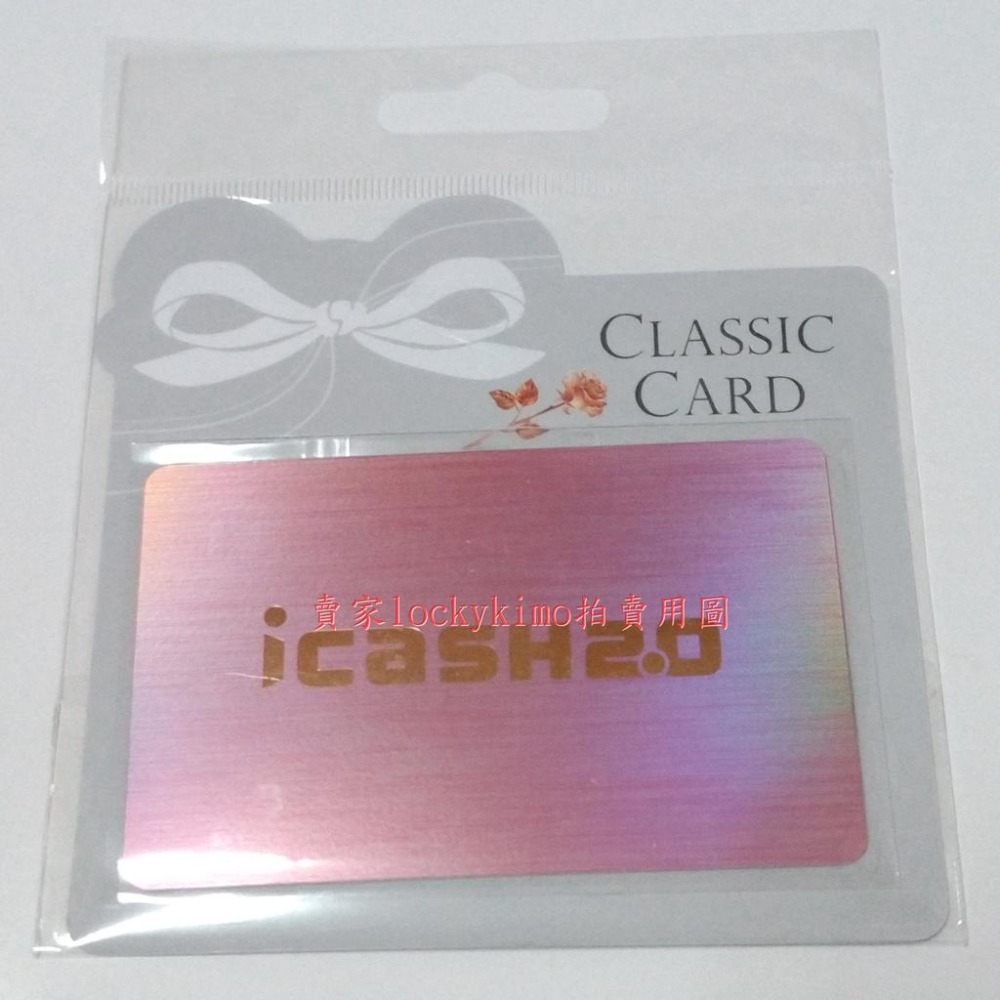 CLASSIC
CARD
賣家lockykimo拍賣用圖
icash2.0